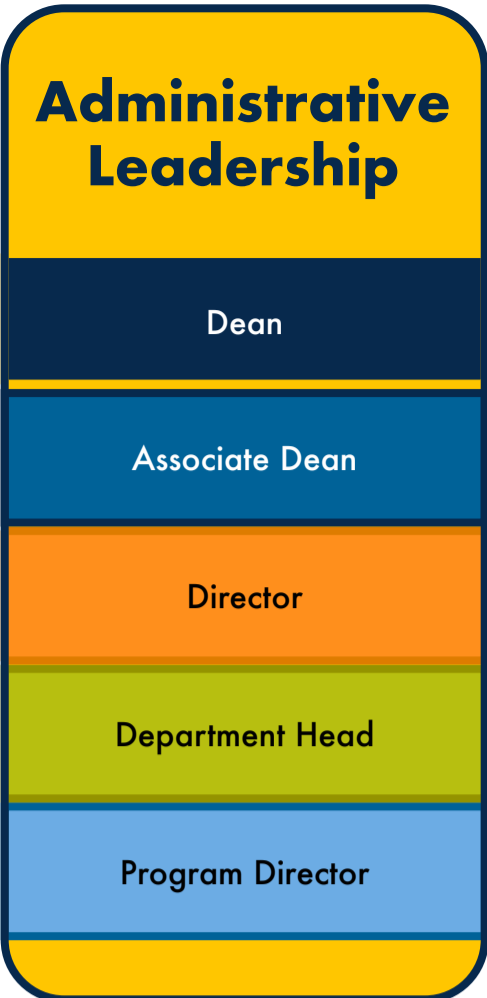 Administrative
Leadership
Dean
Associate Dean
Director
Department Head
Program Director